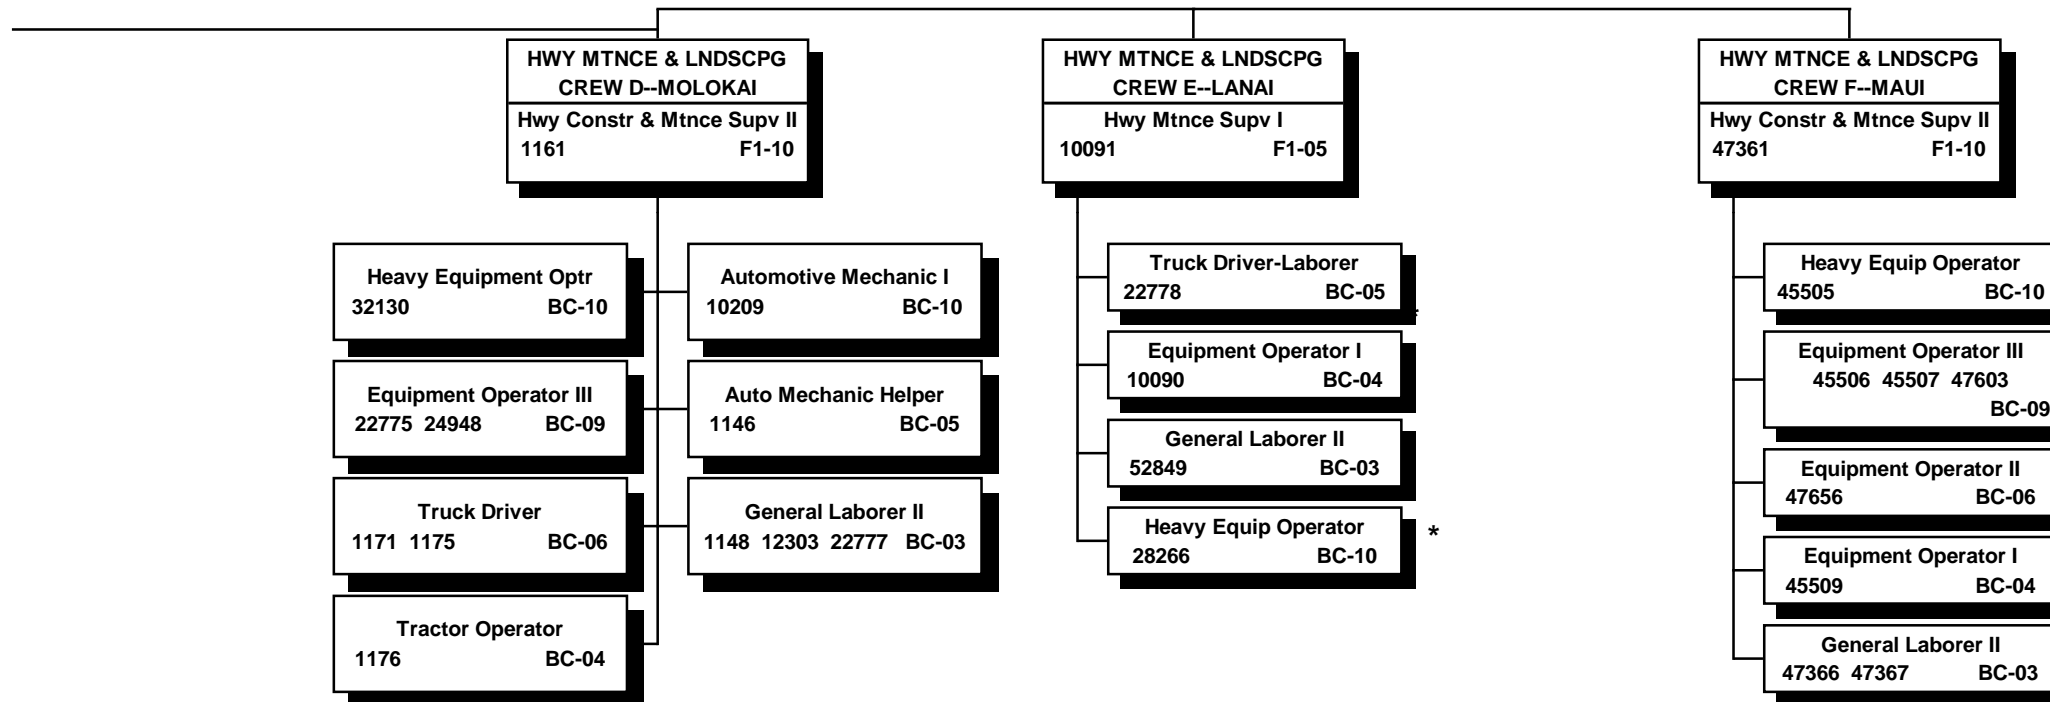 HWY MTNCE & LNDSCPG
CREW D--MOLOKAI
Hwy Constr & Mtnce Supv II
1161 F1-10
Heavy Equipment Optr
32130 BC-10
Equipment Operator III
22775 24948 BC-09
Truck Driver
1171 1175 BC-06
Tractor Operator
1176 BC-04
Automotive Mechanic I
10209 BC-10
Auto Mechanic Helper
1146 BC-05
General Laborer II
1148 12303 22777 BC-03
HWY MTNCE & LNDSCPG
CREW E--LANAI
Hwy Mtnce Supv I
10091 F1-05
Truck Driver-Laborer
22778 BC-05
*
Equipment Operator I
10090 BC-04
General Laborer II
52849 BC-03
Heavy Equip Operator
28266 BC-10
*
HWY MTNCE & LNDSCPG
CREW F--MAUI
Hwy Constr & Mtnce Supv II
47361 F1-10
Heavy Equip Operator
45505 BC-10
Equipment Operator III
45506 45507 47603
BC-09
Equipment Operator II
47656 BC-06
Equipment Operator I
45509 BC-04
General Laborer II
47366 47367 BC-03